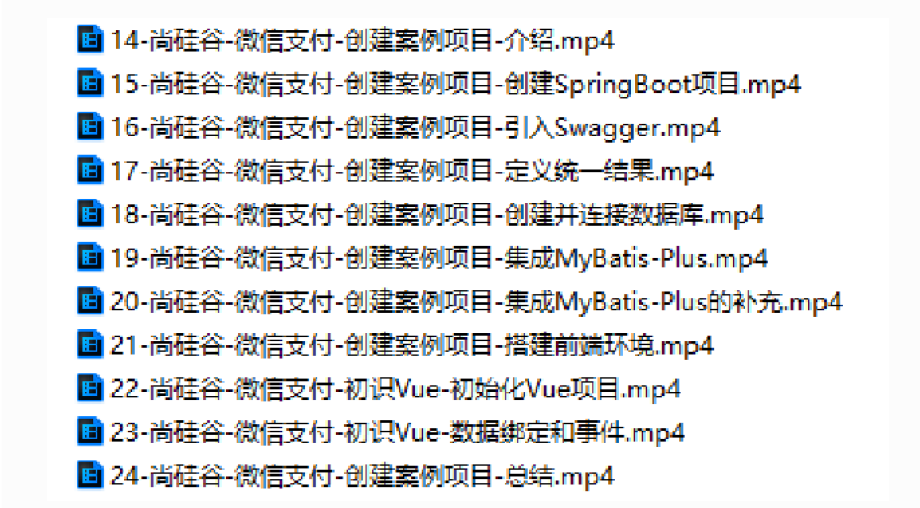 14-尚硅谷-微信支付-创建案例项目-介绍.mp4
15-尚硅谷-微信支付-创建案例项目-创建SpringBoot项目.mp4
16-尚硅谷-微信支付-创建案例项目-引入Swagger.mp4
17-尚硅谷-微信支付-创建案例项目-定义统一结果.mp4
18-尚硅谷-微信支付-创建案例项目-创建并连接数据库.mp4
19-尚硅谷-微信支付-创建案例项目-集成MyBatis-Plus.mp4
20-尚硅谷-微信支付-创建案例项目-集成MyBatis-Plus的补充.mp4
21-尚硅谷-微信支付-创建案例项目-搭建前端环境.mp4
22-尚硅谷-微信支付-初识Vue-初始化Vue项目.mp4
23-尚硅谷-微信支付-初识Vue-数据绑定和事件.mp4
24-尚硅谷-微信支付-创建案例项目-总结.mp4